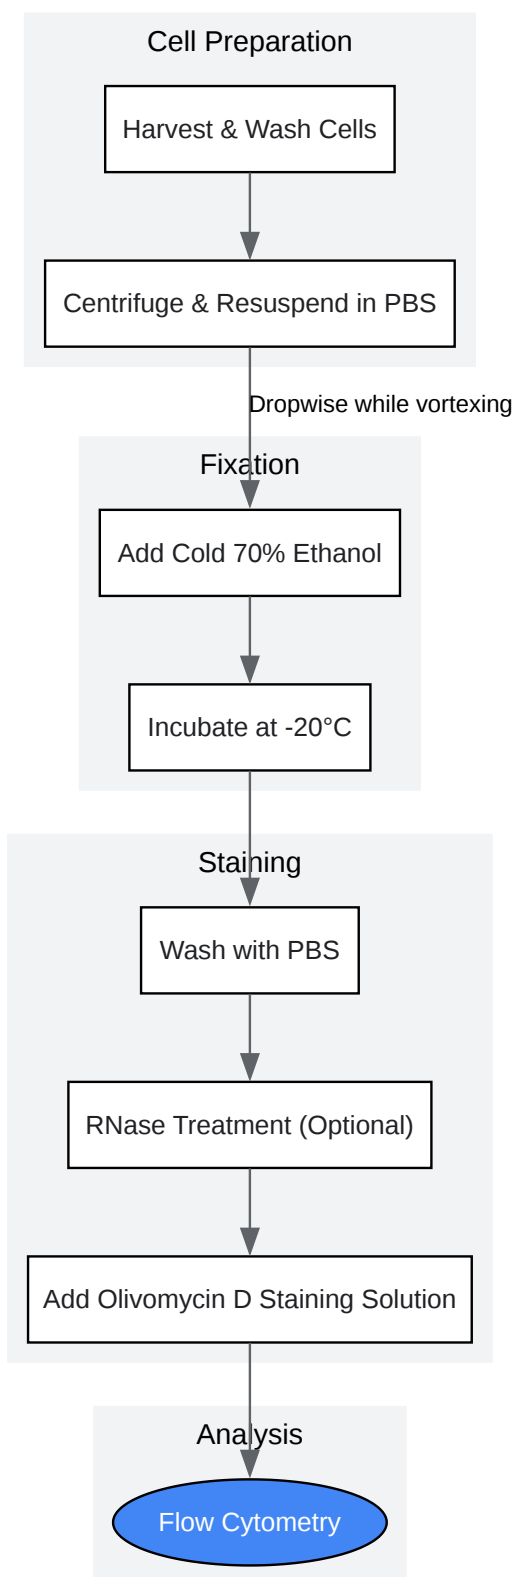 Cell Preparation
Harvest & Wash Cells
Centrifuge & Resuspend in PBS
Dropwise while vortexing
Fixation
Add Cold 70% Ethanol
Incubate at -20°C
Staining
Wash with PBS
RNase Treatment (Optional)
Add Olivomycin D Staining Solution
Analysis
Flow Cytometry